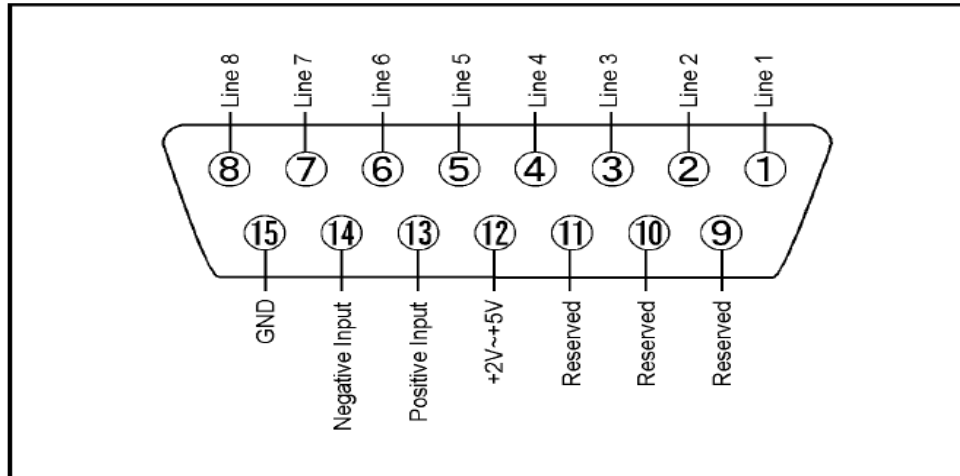 Line 8
Line 7
Line 6
Line 5
Line 4
Line 3
Line 2
Line 1
8
7
6
5
4
3
2
1
15
14
13
12
11
10
9
GND
Negative Input
Positive Input
+2V~+5V
Reserved
Reserved
Reserved